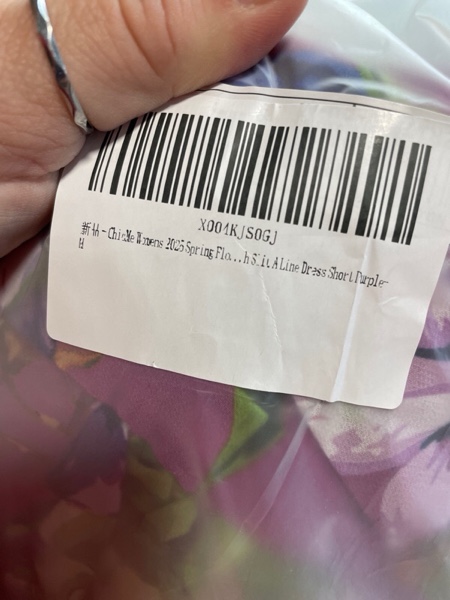 X004KJS0GJ
新品 - ChicMe Womens 2025 Spring Flo...h Slit A Line Dress Short Purple-
M